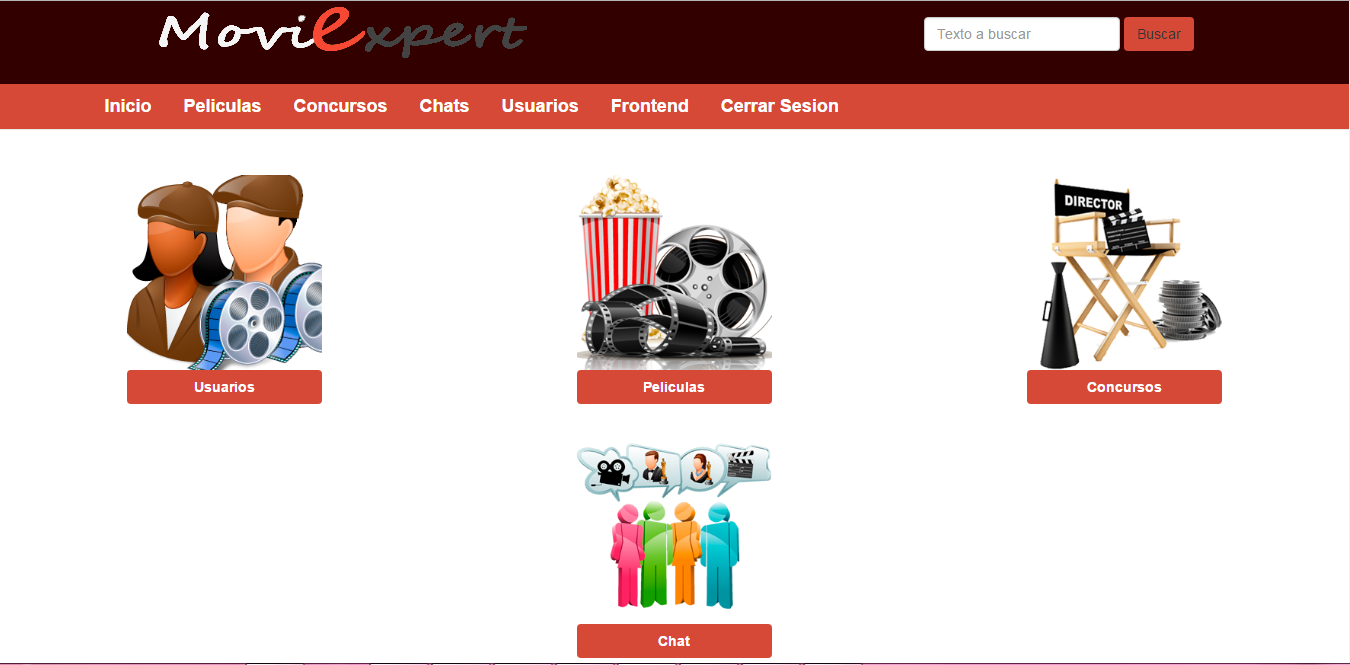 MoviExpert
Texto a buscar
Buscar
Inicio Peliculas Concursos Chats Usuarios Frontend Cerrar Sesion
DIRECTOR
Usuarios
Peliculas
Concursos
Chat